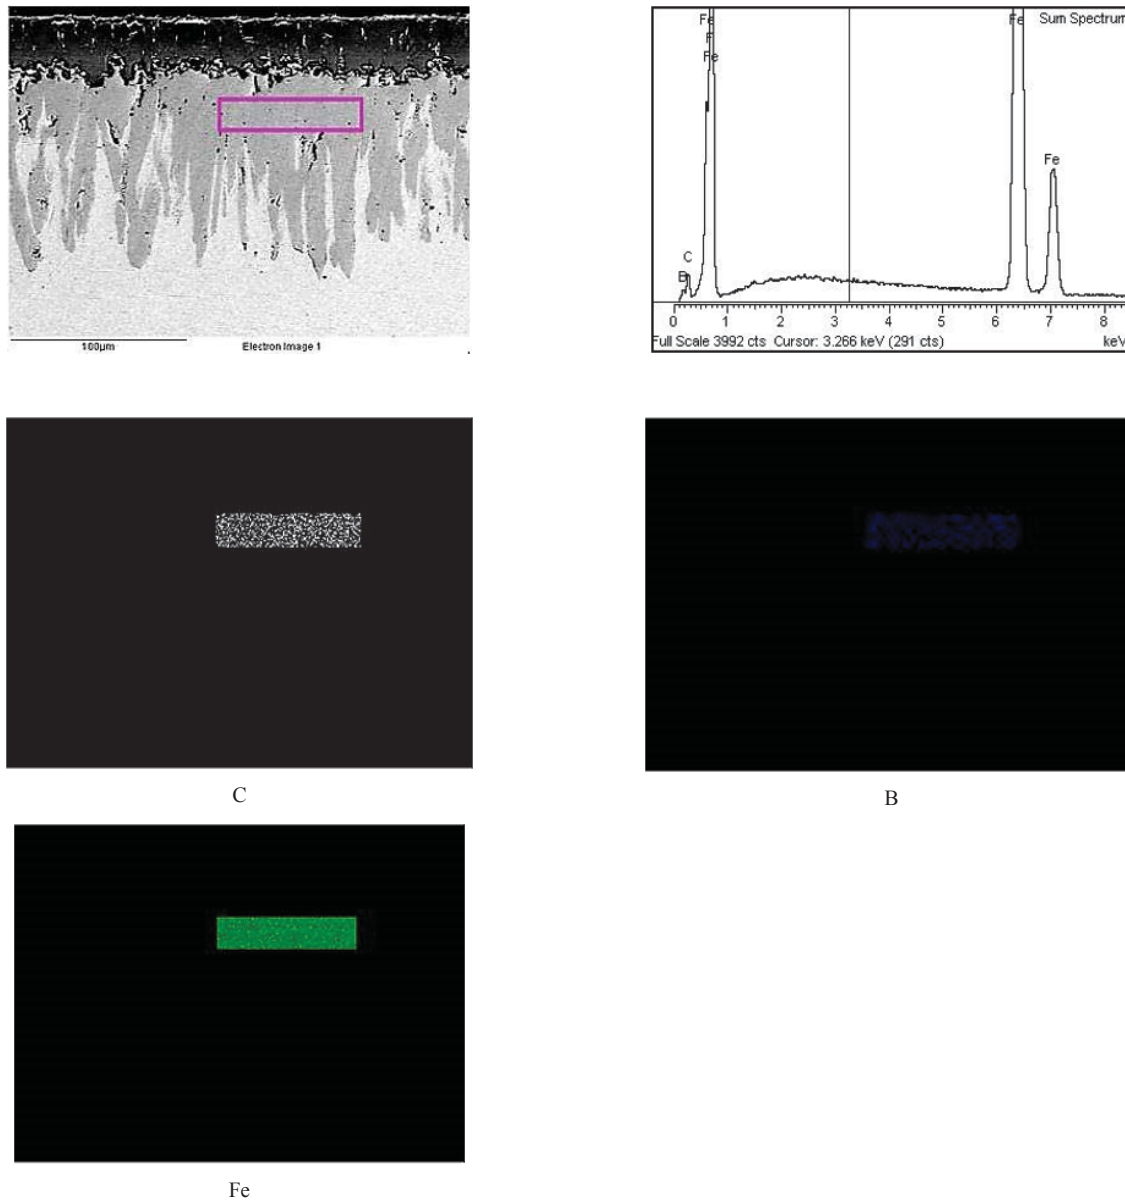 100µm
Electron Image 1
Fe
F
Fe
C
B
Fe
Fe
Sum Spectrum
0 1 2 3 4 5 6 7 8
Full Scale 3992 cts Cursor: 3.266 keV (291 cts)
keV
C
B
Fe